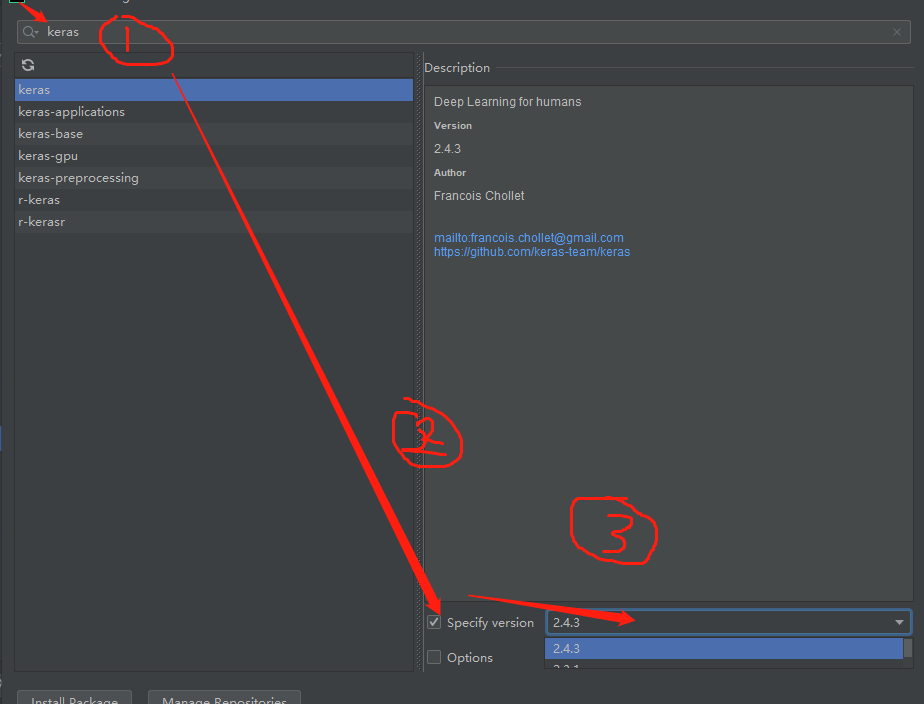 keras
1
keras
keras-applications
keras-base
keras-gpu
keras-preprocessing
r-keras
r-kerasr
Description
Deep Learning for humans
Version
2.4.3
Author
Francois Chollet
mailto:francois.chollet@gmail.com
https://github.com/keras-team/keras
2
3
Specify version
2.4.3
2.4.3
Options
Install Package
Manage Repositories